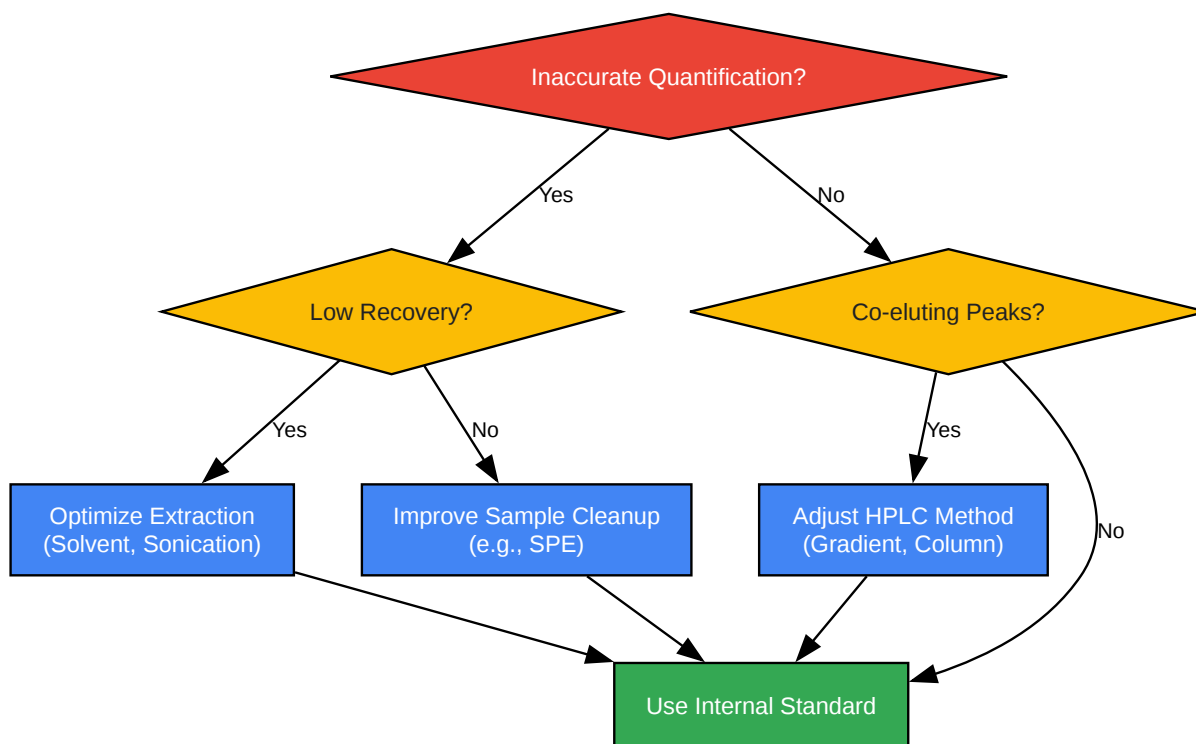 Inaccurate Quantification?
Yes
No
Low Recovery?
Co-eluting Peaks?
Yes
No
Yes
No
Optimize Extraction
(Solvent, Sonication)
Improve Sample Cleanup
(e.g., SPE)
Adjust HPLC Method
(Gradient, Column)
Use Internal Standard